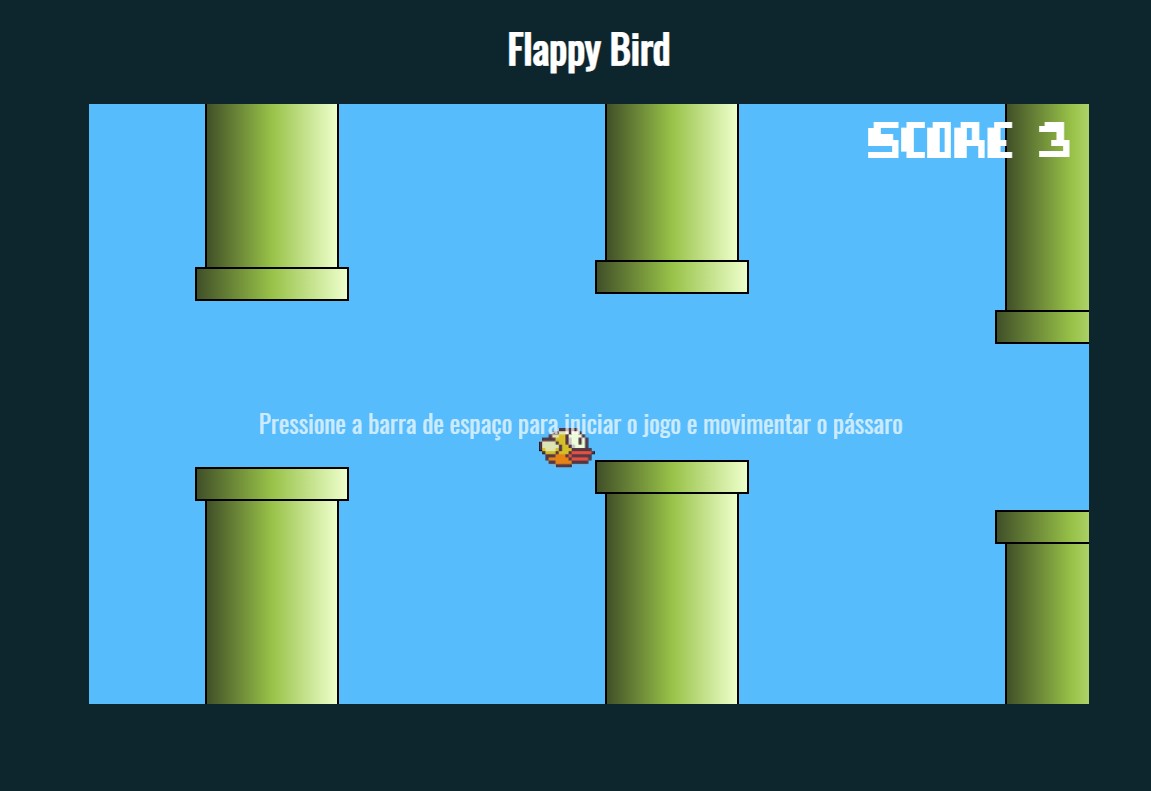 Flappy Bird
SCORE 3
Pressione a barra de espaço para iniciar o jogo e movimentar o pássaro